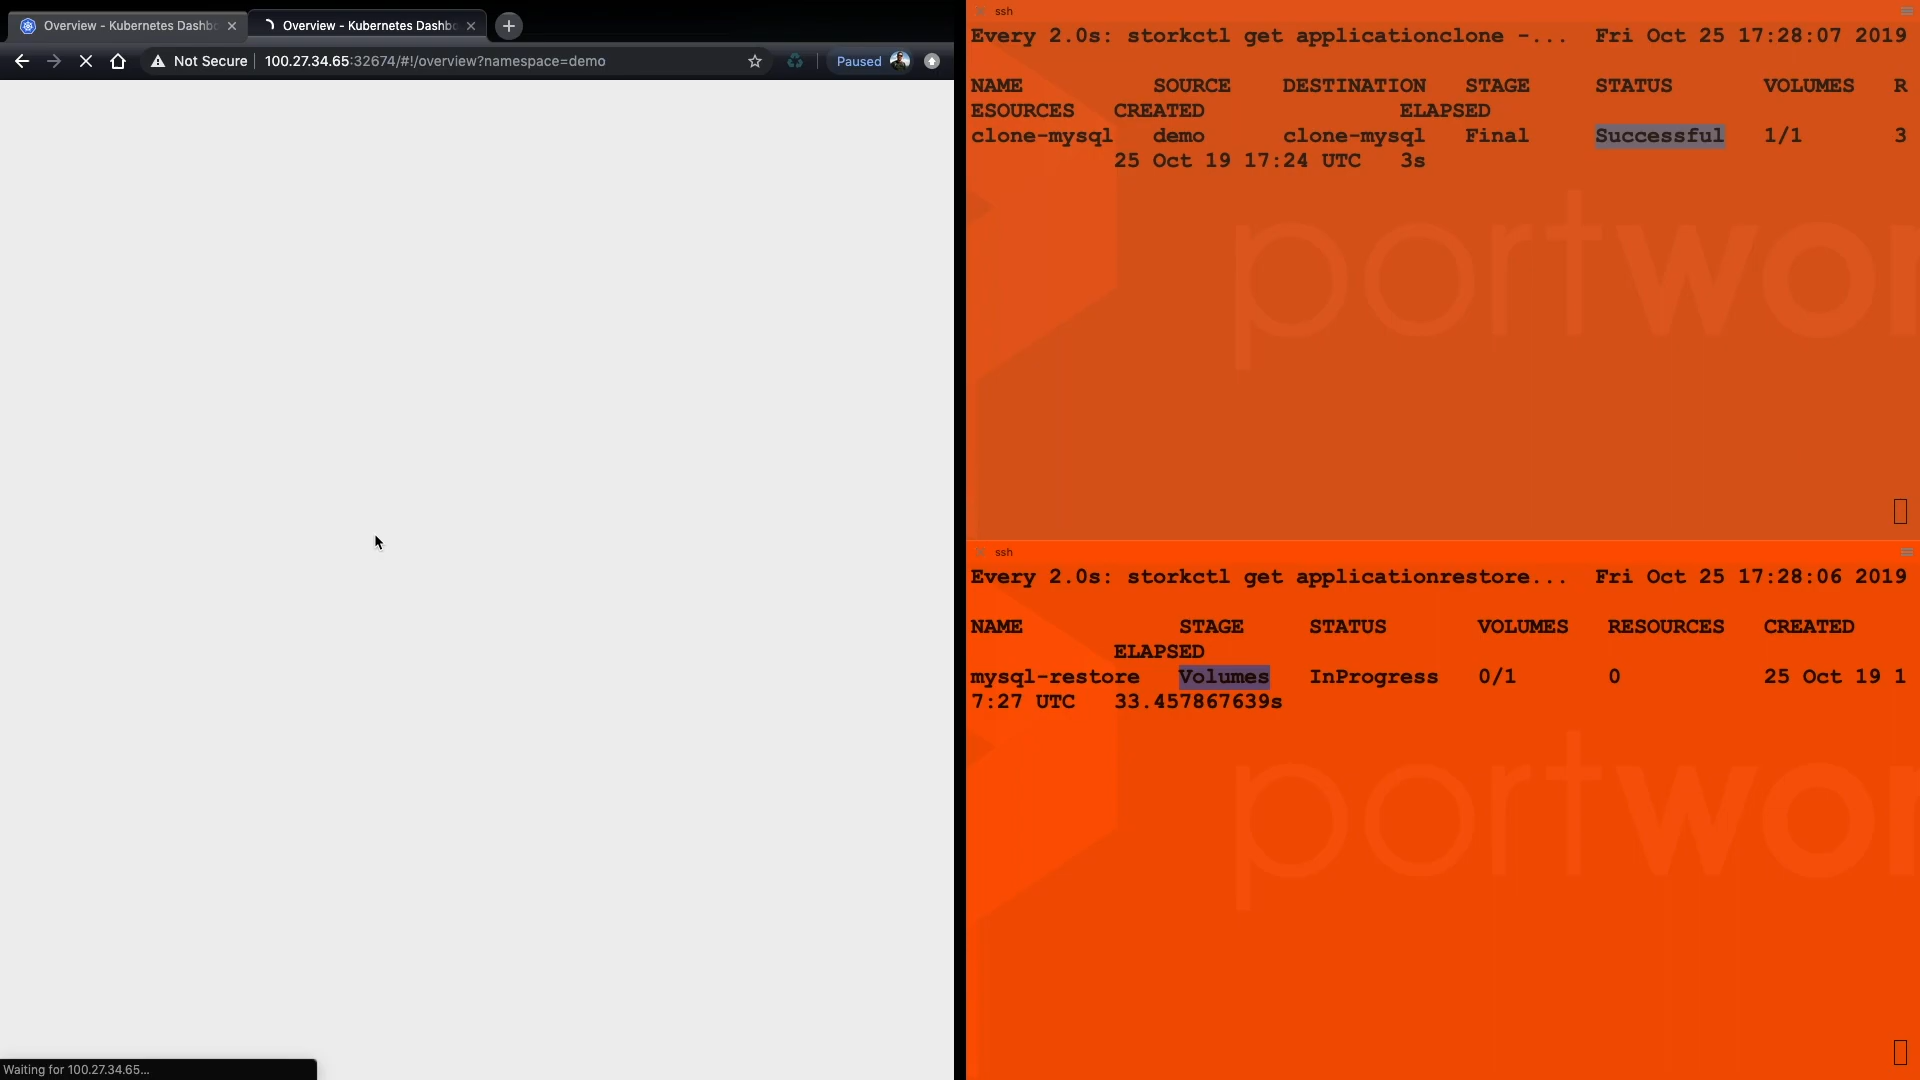 Overview - Kubernetes Dashbo
Overview - Kubernetes Dashbo
Not Secure
100.27.34.65:32674/#!/overview?namespace=demo
Paused
Waiting for 100.27.34.65...
ssh
Every 2.0s: storkctl get applicationclone -... Fri Oct 25 17:28:07 2019
NAME SOURCE DESTINATION STAGE STATUS VOLUMES R
ESOURCES CREATED ELAPSED
clone-mysql demo clone-mysql Final Successful 1/1 3
25 Oct 19 17:24 UTC 3s
portwor
ssh
Every 2.0s: storkctl get applicationrestore... Fri Oct 25 17:28:06 2019
NAME STAGE STATUS VOLUMES RESOURCES CREATED
ELAPSED
mysql-restore Volumes InProgress 0/1 0 25 Oct 19 1
7:27 UTC 33.457867639s
portwor